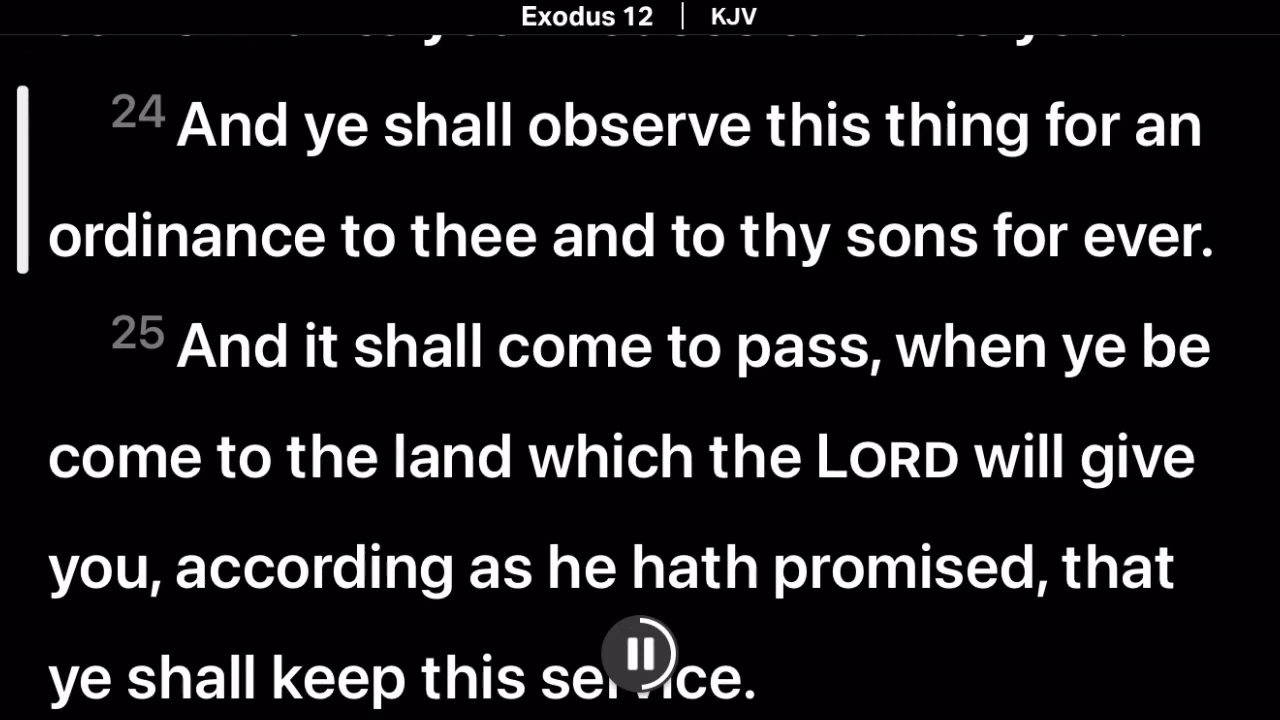 Exodus 12 | KJV
24 And ye shall observe this thing for an
ordinance to thee and to thy sons for ever.
25 And it shall come to pass, when ye be
come to the land which the LORD will give
you, according as he hath promised, that
ye shall keep this service.